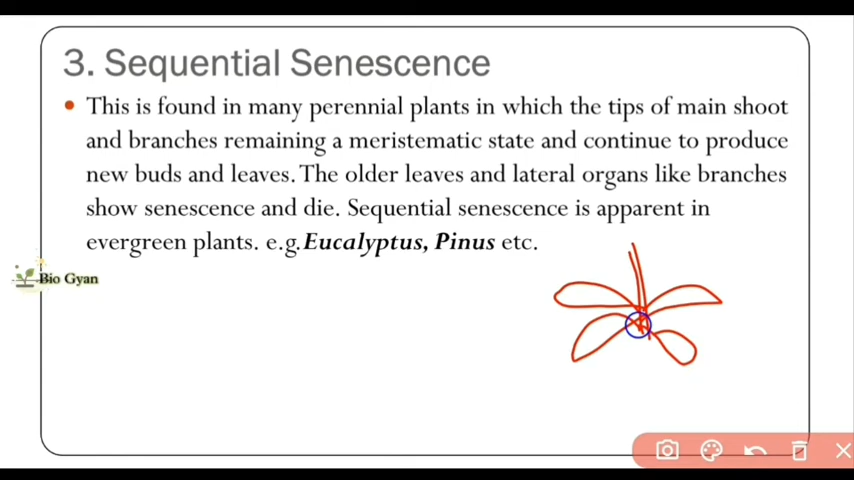 3. Sequential Senescence
• This is found in many perennial plants in which the tips of main shoot
and branches remaining a meristematic state and continue to produce
new buds and leaves. The older leaves and lateral organs like branches
show senescence and die. Sequential senescence is apparent in
evergreen plants. e.g. Eucalyptus, Pinus etc.
Bio Gyan